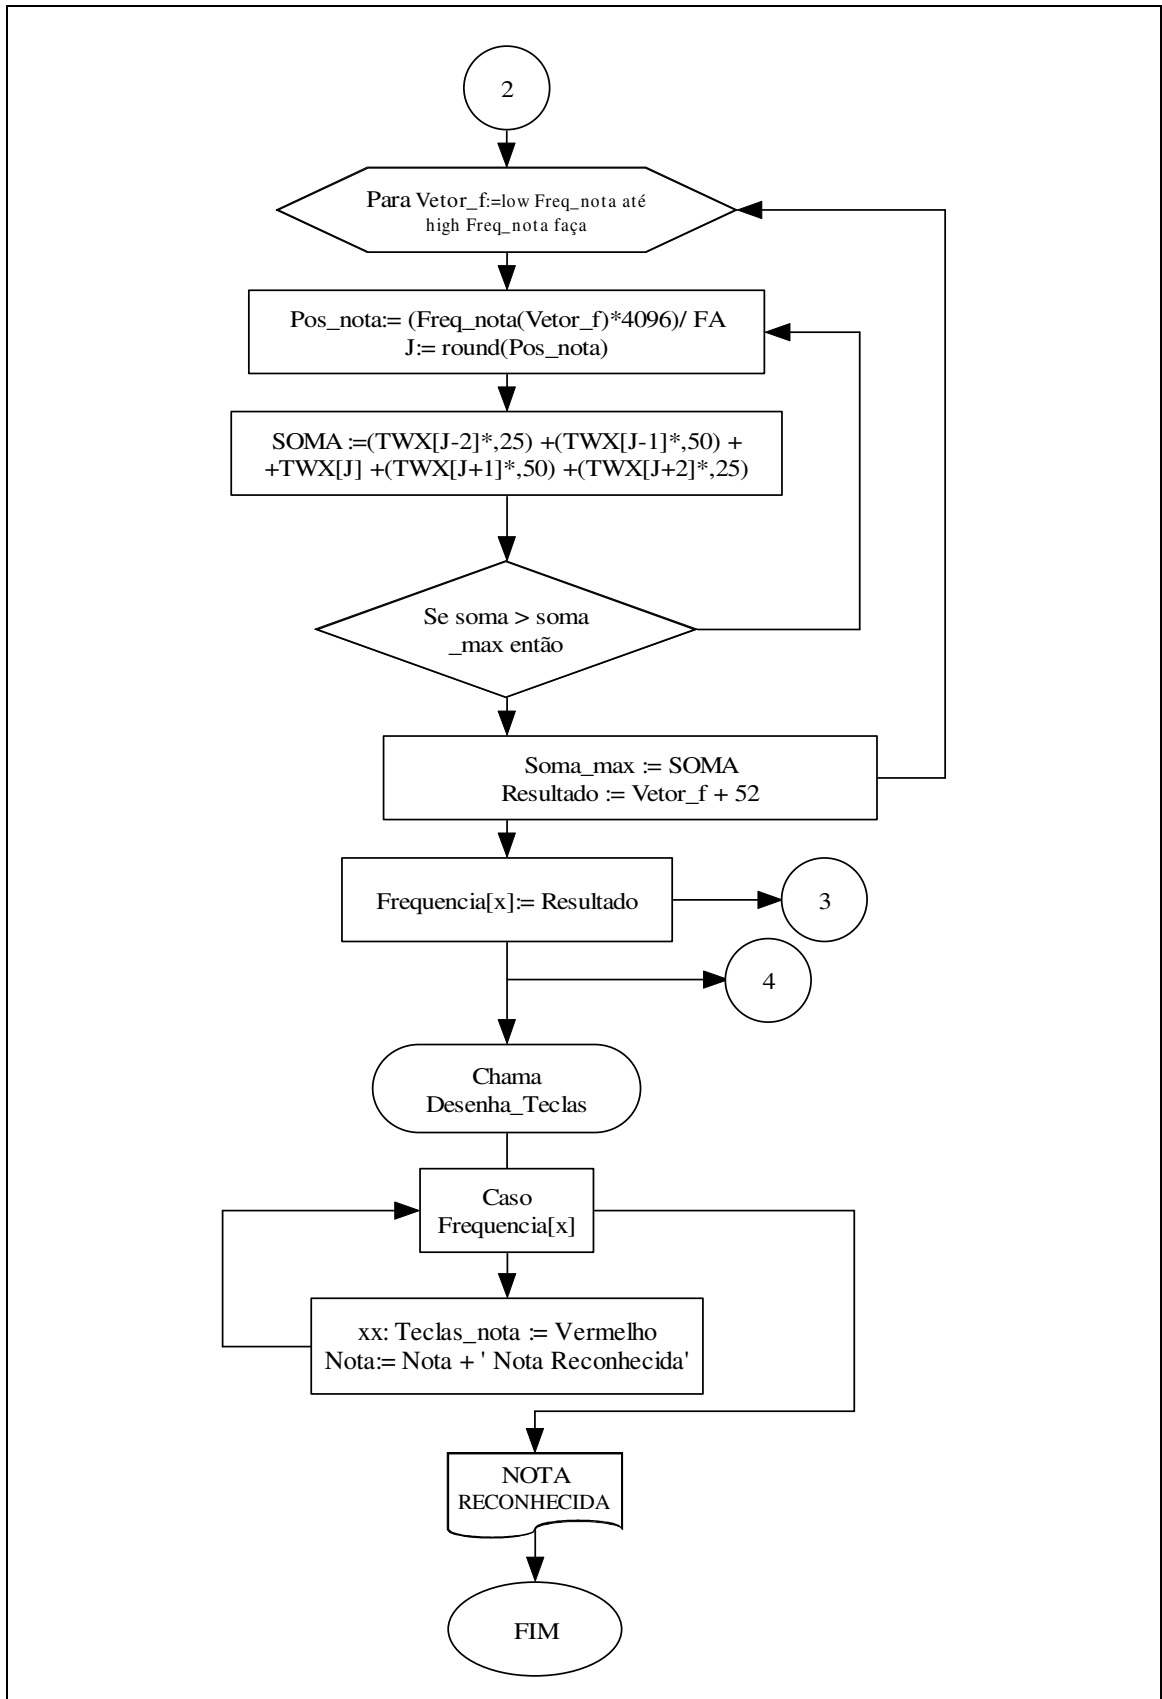 2
Para Vetor_f:=low Freq_nota até
high Freq_nota faça
Pos_nota:= (Freq_nota(Vetor_f)*4096)/ FA
J:= round(Pos_nota)
SOMA :=(TWX[J-2]*,25) +(TWX[J-1]*,50) +
+TWX[J] +(TWX[J+1]*,50) +(TWX[J+2]*,25)
Se soma > soma
_max então
Soma_max := SOMA
Resultado := Vetor_f + 52
Frequencia[x]:= Resultado
3
4
Chama
Desenha_Teclas
Caso
Frequencia[x]
xx: Teclas_nota := Vermelho
Nota:= Nota + ' Nota Reconhecida'
NOTA
RECONHECIDA
FIM